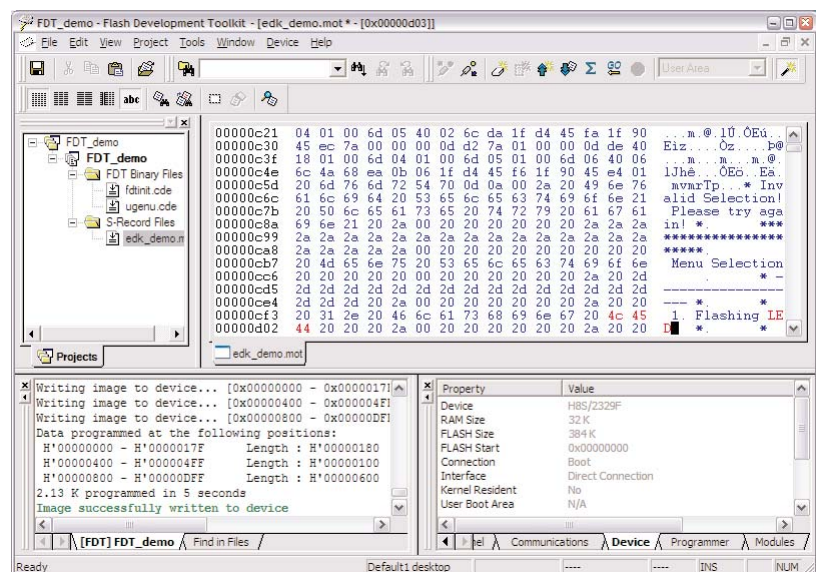 FDT_demo - Flash Development Toolkit - [edk_demo.mot * - [0x00000d03]]
File Edit View Project Tools Window Device Help
User Area
abc
FDT_demo
FDT_demo
FDT Binary Files
fdtinit.cde
ugenu.cde
S-Record Files
edk_demo.m
Projects
00000c21 04 01 00 6d 05 40 02 6c da 1f d4 45 fa 1f 90 ...m.@.lÚ.ÔEú..
00000c30 45 ec 7a 00 00 00 0d d2 7a 01 00 00 0d de 40 Eìz....Òz....Þ@
00000c3f 18 01 00 6d 04 01 00 6d 05 01 00 6d 06 40 06 ...m...m...m.@.
00000c4e 6c 4a 68 ea 0b 06 1f d4 45 f6 1f 90 45 e4 01 lJhê...ÔEö..Eä.
00000c5d 20 6d 76 6d 72 54 70 0d 0a 00 2a 20 49 6e 76 mvmrTp...* Inv
00000c6c 61 6c 69 64 20 53 65 6c 65 63 74 69 6f 6e 21 alid Selection!
00000c7b 20 50 6c 65 61 73 65 20 74 72 79 20 61 67 61 Please try aga
00000c8a 69 6e 21 20 2a 00 20 20 20 20 20 20 2a 2a 2a in! *. ***
00000c99 2a 2a 2a 2a 2a 2a 2a 2a 2a 2a 2a 2a 2a 2a 2a ***************
00000ca8 2a 2a 2a 2a 2a 00 20 20 20 20 20 20 20 20 20 *****.
00000cb7 20 4d 65 6e 75 20 53 65 6c 65 63 74 69 6f 6e Menu Selection
00000cc6 20 20 20 20 20 00 20 20 20 20 20 20 2a 20 2d . * -
00000cd5 2d 2d 2d 2d 2d 2d 2d 2d 2d 2d 2d 2d 2d 2d 2d ---------------
00000ce4 2d 2d 2d 20 2a 00 20 20 20 20 20 20 2a 20 20 --- *. *
00000cf3 20 31 2e 20 46 6c 61 73 68 69 6e 67 20 4c 45 1. Flashing LE
00000d02 44 20 20 20 2a 00 20 20 20 20 20 20 2a 20 20 D *. *
edk_demo.mot
Writing image to device... [0x00000000 - 0x0000017
Writing image to device... [0x00000400 - 0x000004F
Writing image to device... [0x00000800 - 0x00000DF
Data programmed at the following positions:
H'00000000 - H'0000017F Length : H'00000180
H'00000400 - H'000004FF Length : H'00000100
H'00000800 - H'00000DFF Length : H'00000600
2.13 K programmed in 5 seconds
Image successfully written to device
[FDT] FDT_demo Find in Files
Property Value
Device H8S/2329F
RAM Size 32 K
FLASH Size 384 K
FLASH Start 0x00000000
Connection Boot
Interface Direct Connection
Kernel Resident No
User Boot Area N/A
el Communications Device Programmer Modules
Ready Default1 desktop ---- ---- INS NUM